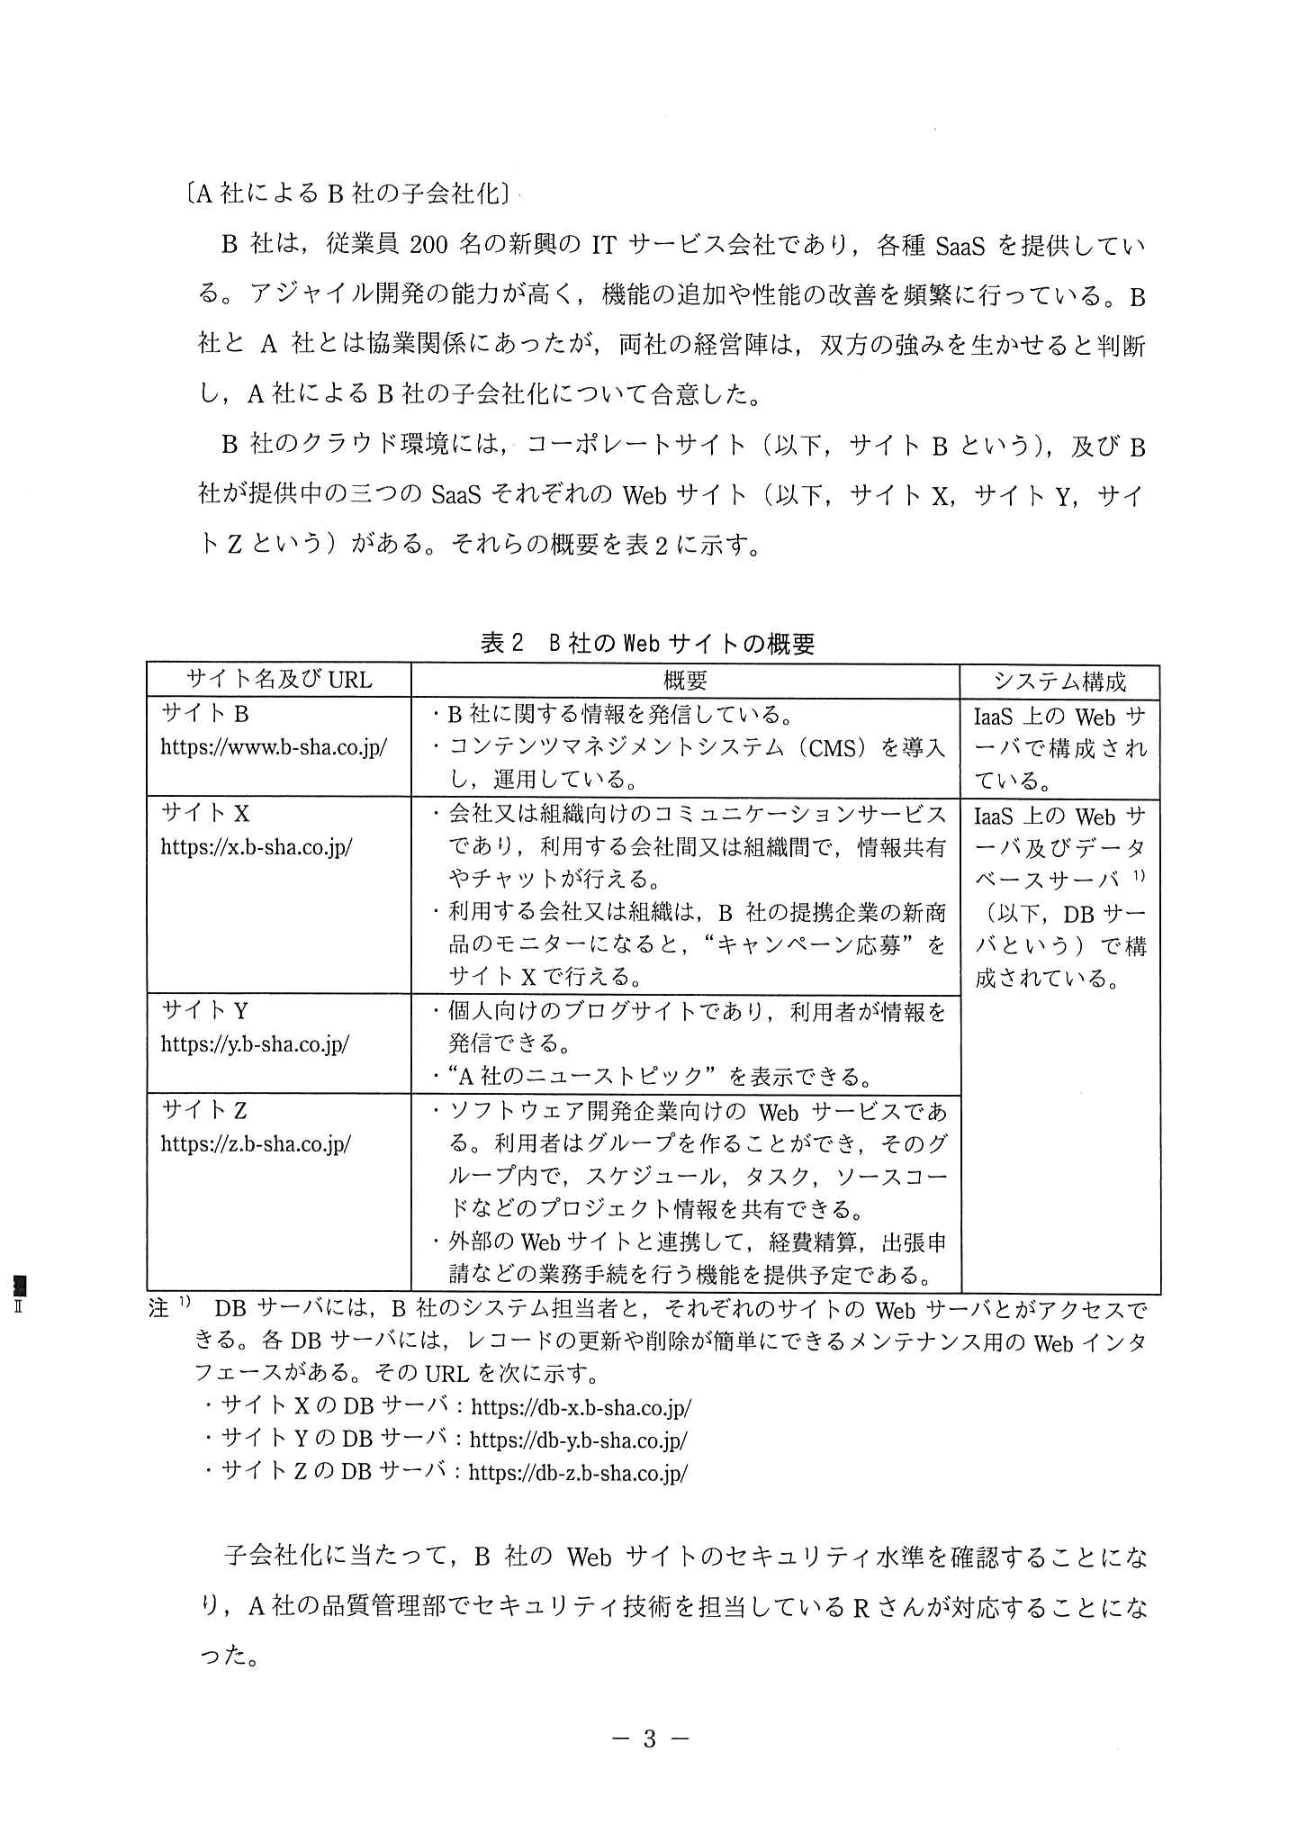 〔A 社による B 社の子会社化〕
B 社は，従業員 200 名の新興の IT サービス会社であり，各種 SaaS を提供してい
る。アジャイル開発の能力が高く，機能の追加や性能の改善を頻繁に行っている。B
社と A 社とは協業関係にあったが，両社の経営陣は，双方の強みを生かせると判断
し，A 社による B 社の子会社化について合意した。
B 社のクラウド環境には，コーポレートサイト（以下，サイト B という），及び B
社が提供中の三つの SaaS それぞれの Web サイト（以下，サイト X，サイト Y，サイ
ト Z という）がある。それらの概要を表 2 に示す。
表 2　B 社の Web サイトの概要
サイト名及び URL
概要
システム構成
サイト B
https://www.b-sha.co.jp/
・B 社に関する情報を発信している。
・コンテンツマネジメントシステム（CMS）を導入
し，運用している。
IaaS 上の Web サ
ーバで構成され
ている。
サイト X
https://x.b-sha.co.jp/
・会社又は組織向けのコミュニケーションサービス
であり，利用する会社間又は組織間で，情報共有
やチャットが行える。
・利用する会社又は組織は，B 社の提携企業の新商
品のモニターになると，“キャンペーン応募” を
サイト X で行える。
IaaS 上の Web サ
ーバ及びデータ
ベースサーバ 1)
（以下，DB サー
バという）で構
成されている。
サイト Y
https://y.b-sha.co.jp/
・個人向けのブログサイトであり，利用者が情報を
発信できる。
・“A 社のニューストピック” を表示できる。
サイト Z
https://z.b-sha.co.jp/
・ソフトウェア開発企業向けの Web サービスであ
る。利用者はグループを作ることができ，そのグ
ループ内で，スケジュール，タスク，ソースコー
ドなどのプロジェクト情報を共有できる。
・外部の Web サイトと連携して，経費精算，出張申
請などの業務手続を行う機能を提供予定である。
注 1)　DB サーバには，B 社のシステム担当者と，それぞれのサイトの Web サーバとがアクセスで
きる。各 DB サーバには，レコードの更新や削除が簡単にできるメンテナンス用の Web インタ
フェースがある。その URL を次に示す。
・サイト X の DB サーバ : https://db-x.b-sha.co.jp/
・サイト Y の DB サーバ : https://db-y.b-sha.co.jp/
・サイト Z の DB サーバ : https://db-z.b-sha.co.jp/
子会社化に当たって，B 社の Web サイトのセキュリティ水準を確認することにな
り，A 社の品質管理部でセキュリティ技術を担当している R さんが対応することにな
った。
－ 3 －
II